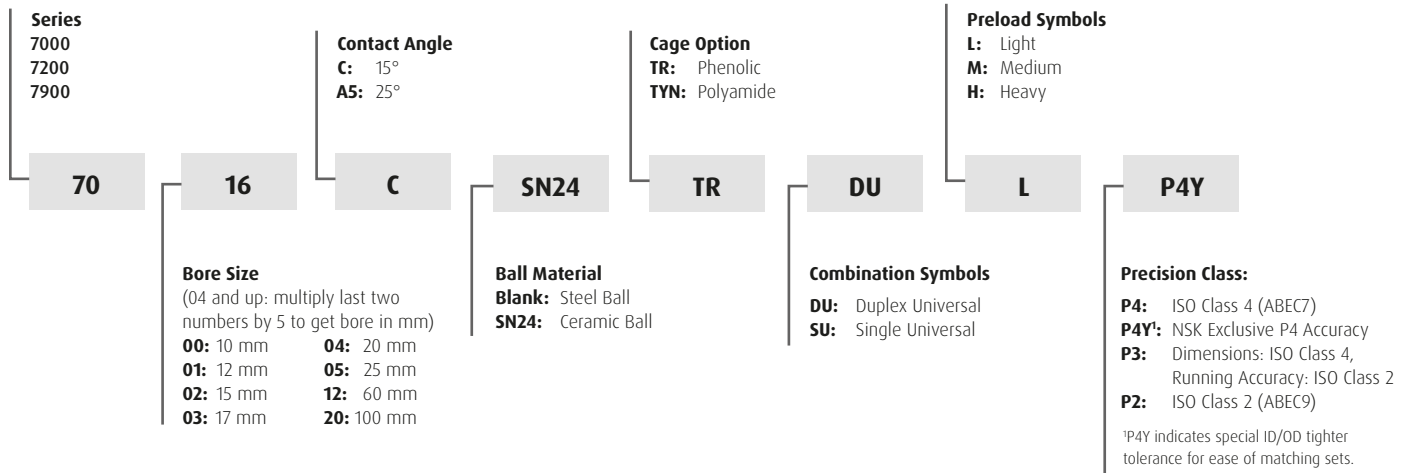 Series
7000
7200
7900
Contact Angle
C: 15°
A5: 25°
Cage Option
TR: Phenolic
TYN: Polyamide
Preload Symbols
L: Light
M: Medium
H: Heavy
70 16 C SN24 TR DU L P4Y
Bore Size
(04 and up: multiply last two
numbers by 5 to get bore in mm)
00: 10 mm 04: 20 mm
01: 12 mm 05: 25 mm
02: 15 mm 12: 60 mm
03: 17 mm 20: 100 mm
Ball Material
Blank: Steel Ball
SN24: Ceramic Ball
Combination Symbols
DU: Duplex Universal
SU: Single Universal
Precision Class:
P4: ISO Class 4 (ABEC7)
P4Y¹: NSK Exclusive P4 Accuracy
P3: Dimensions: ISO Class 4,
Running Accuracy: ISO Class 2
P2: ISO Class 2 (ABEC9)
¹P4Y indicates special ID/OD tighter
tolerance for ease of matching sets.